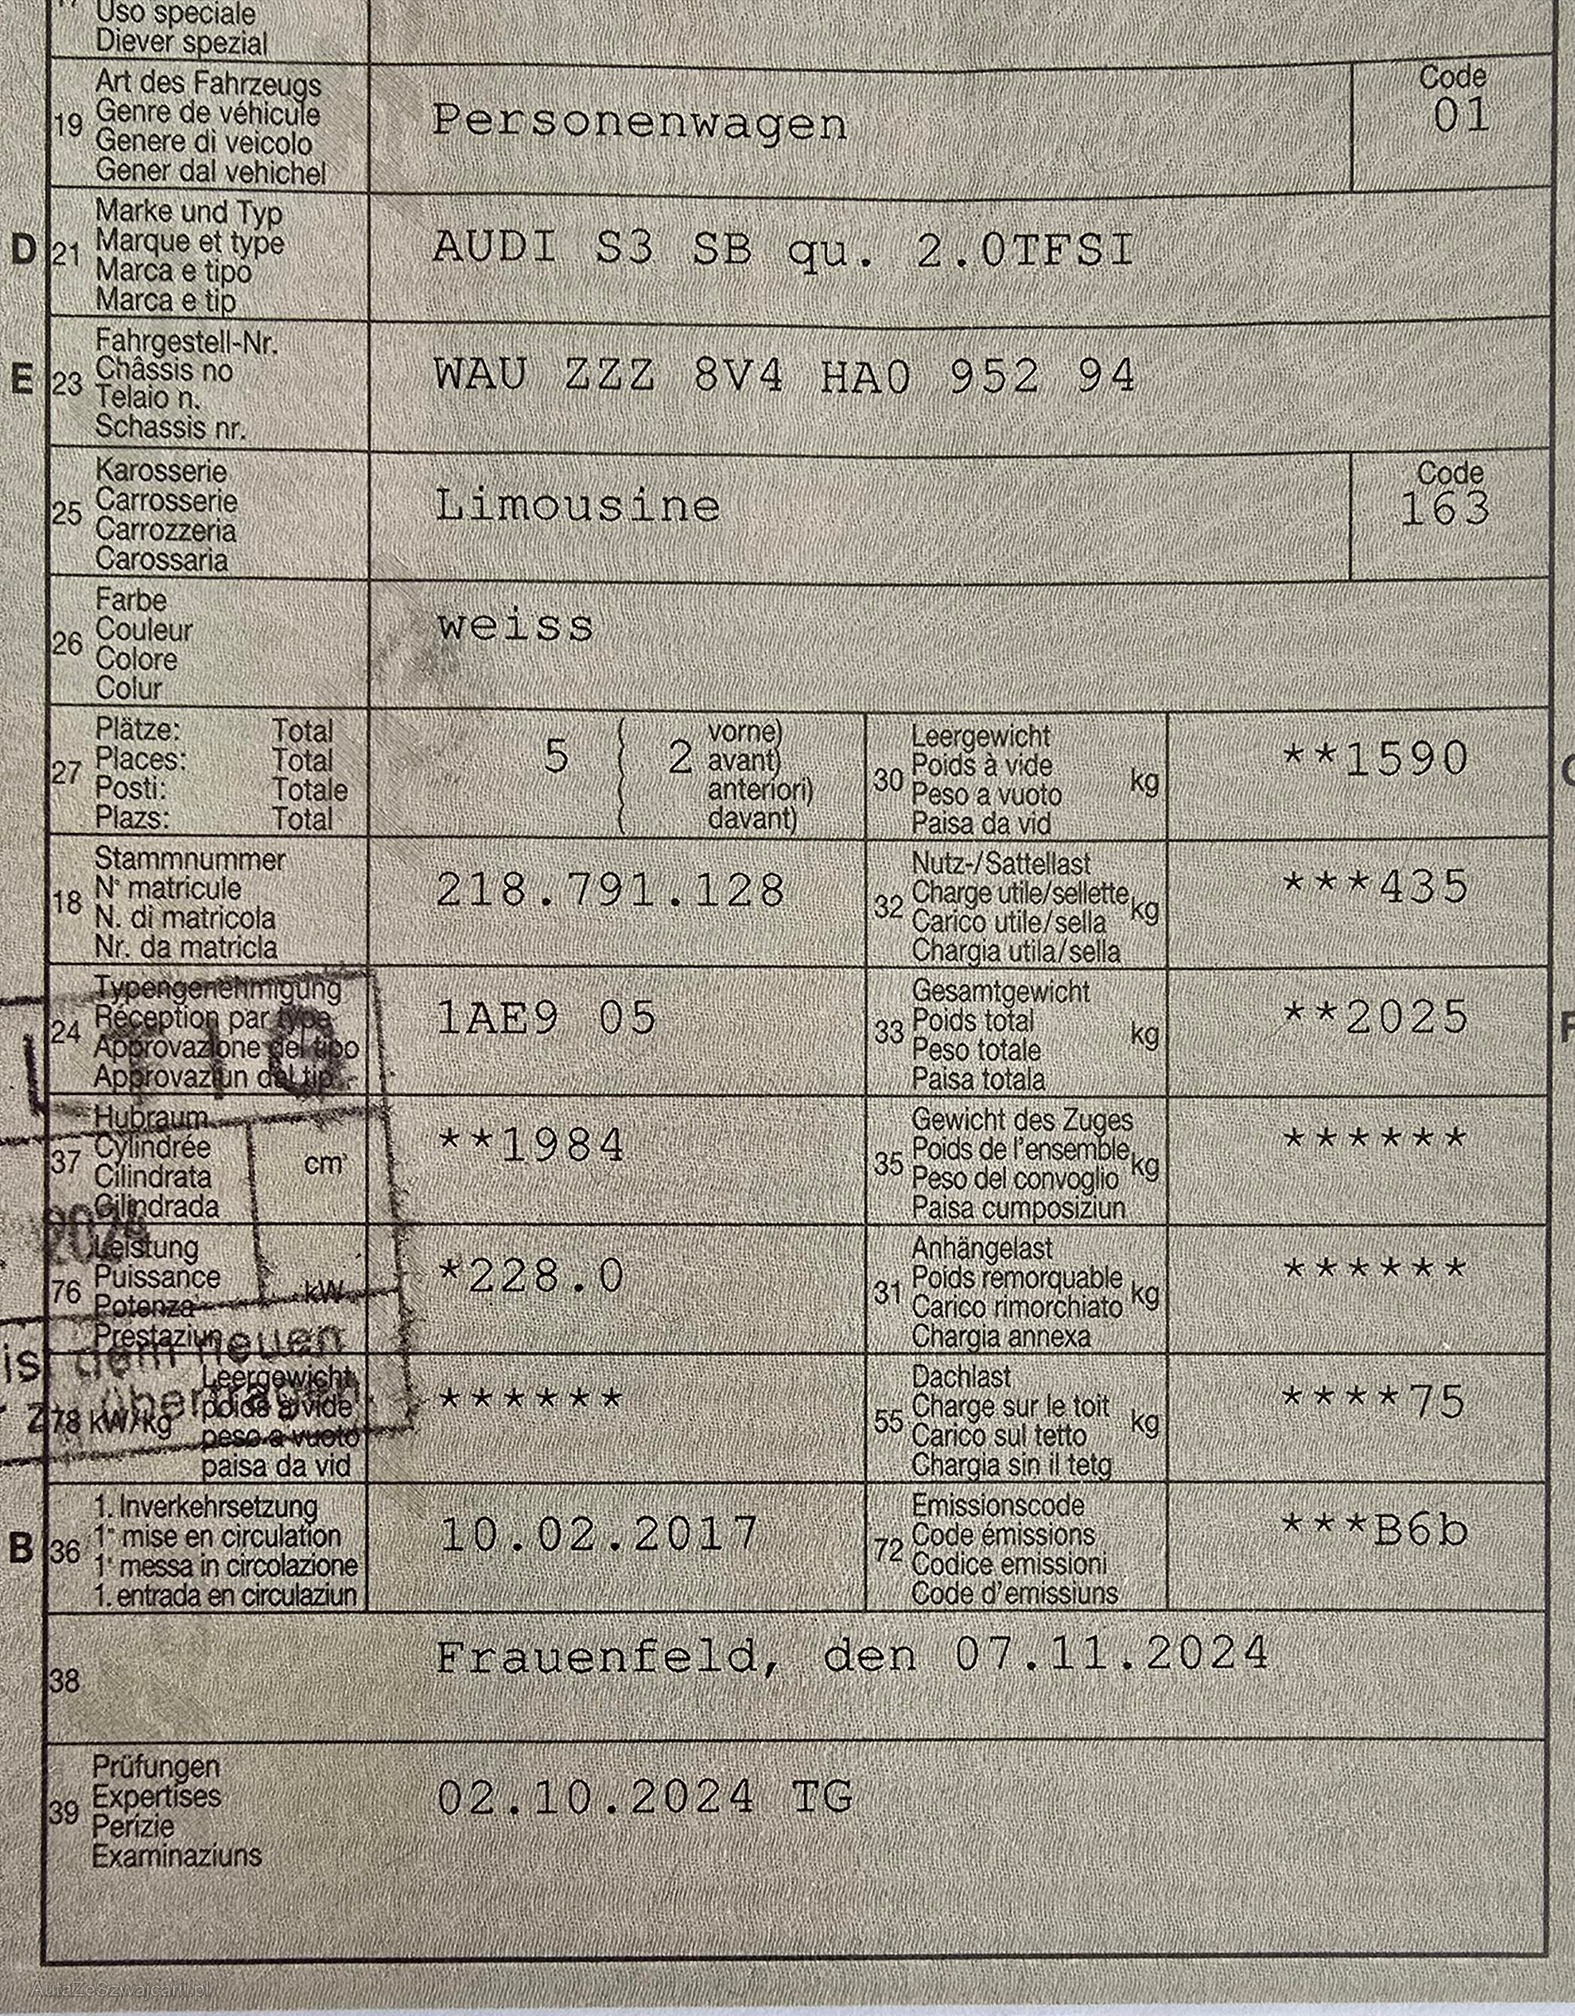 Uso speciale
Diever spezial
Art des Fahrzeugs
Genre de véhicule
Genere di veicolo
Gener dal vehichel
19
Personenwagen
Code
01
D
21
Marke und Typ
Marque et type
Marca e tipo
Marca e tip
AUDI S3 SB qu. 2.0TFSI
E
23
Fahrgestell-Nr.
Châssis no
Telaio n.
Schassis nr.
WAU ZZZ 8V4 HA0 952 94
25
Karosserie
Carrosserie
Carrozzeria
Carossaria
Limousine
Code
163
26
Farbe
Couleur
Colore
Colur
weiss
27
Plätze: Total
Places: Total
Posti: Totale
Plazs: Total
5 ( 2
vorne)
avant)
anteriori)
davant)
30
Leergewicht
Poids à vide
Peso a vuoto
Paisa da vid
kg
**1590
18
Stammnummer
N° matricule
N. di matricola
Nr. da matricla
218.791.128
32
Nutz-/Sattellast
Charge utile/sellette
Carico utile/sella
Chargia utila/sella
kg
***435
24
Typengenehmigung
Réception par type
Approvazione del tipo
Approvaziun dal tip
1AE9 05
33
Gesamtgewicht
Poids total
Peso totale
Paisa totala
kg
**2025
F
37
Hubraum
Cylindrée
Cilindrata
Cilindrada
cm³
**1984
35
Gewicht des Zuges
Poids de l'ensemble
Peso del convoglio
Paisa cumposiziun
kg
******
76
Leistung
Puissance
Potenza
Prestaziun
kW
*228.0
31
Anhängelast
Poids remorquable
Carico rimorchiato
Chargia annexa
kg
******
dem neuen
78 kW/kg
Leergewicht
poids à vide
peso a vuoto
paisa da vid
******
55
Dachlast
Charge sur le toit
Carico sul tetto
Chargia sin il tetg
kg
****75
B
36
1. Inverkehrsetzung
1re mise en circulation
1a messa in circolazione
1. entrada en circulaziun
10.02.2017
72
Emissionscode
Code émissions
Codice emissioni
Code d'emissiuns
***B6b
38
Frauenfeld, den 07.11.2024
39
Prüfungen
Expertises
Perizie
Examinaziuns
02.10.2024 TG
AutaZeSzwajcarii.pl